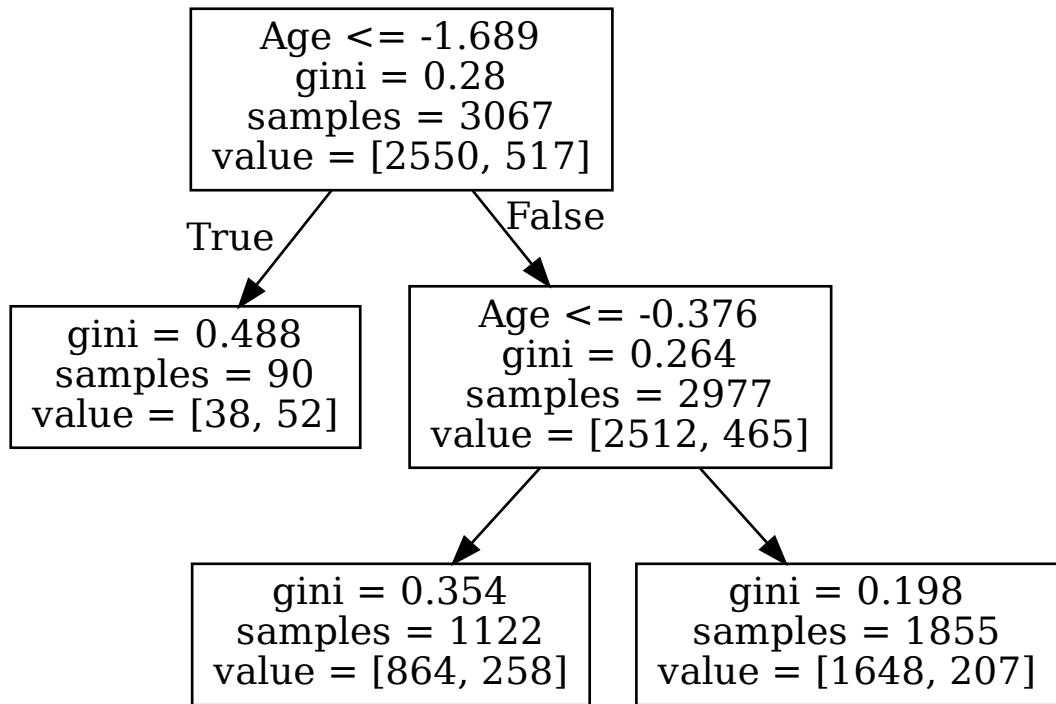 Age <= -1.689
gini = 0.28
samples = 3067
value = [2550, 517]
True
False
gini = 0.488
samples = 90
value = [38, 52]
Age <= -0.376
gini = 0.264
samples = 2977
value = [2512, 465]
gini = 0.354
samples = 1122
value = [864, 258]
gini = 0.198
samples = 1855
value = [1648, 207]